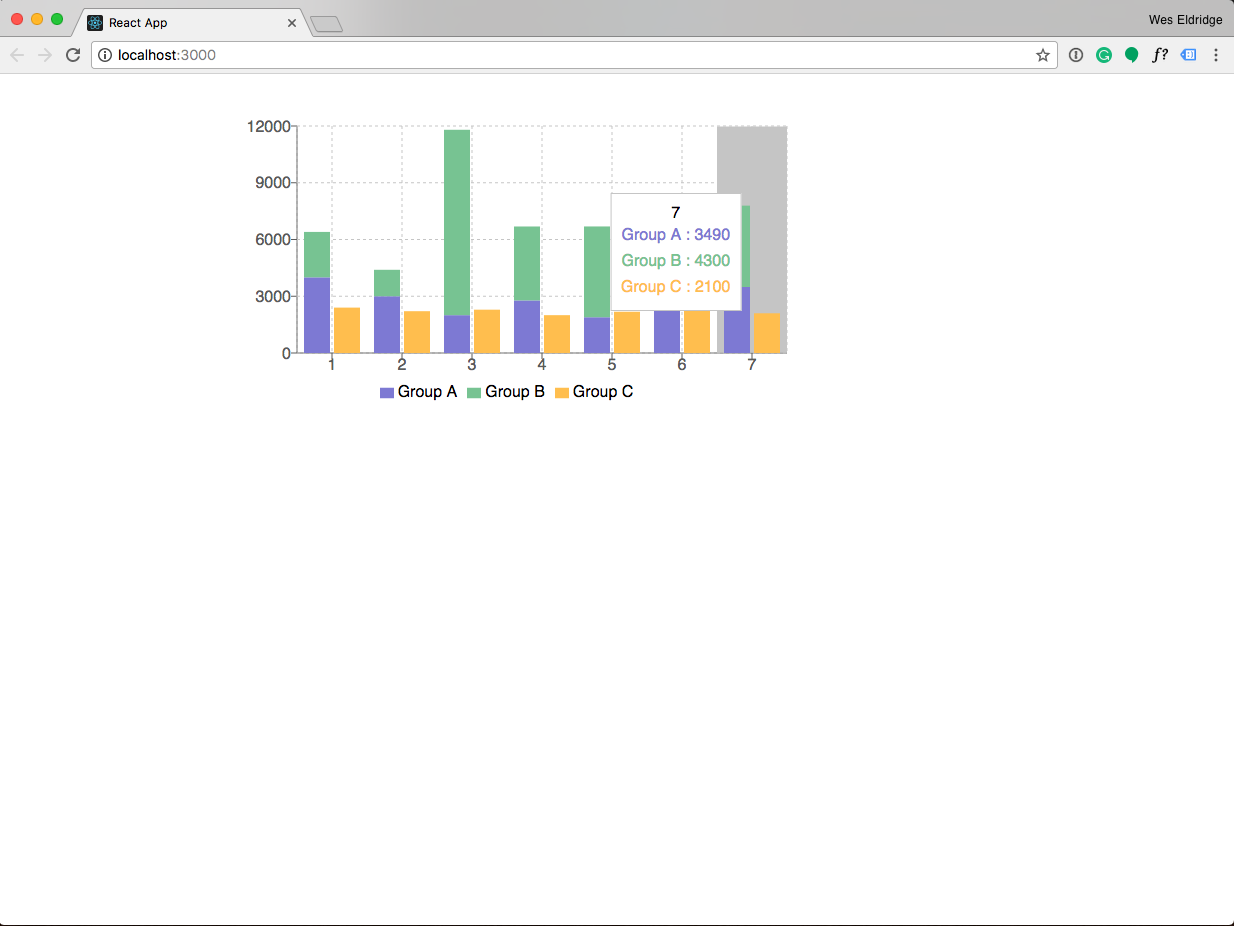 React App
Wes Eldridge
localhost:3000
f?
12000
9000
6000
3000
0
7
Group A : 3490
Group B : 4300
Group C : 2100
1 2 3 4 5 6 7
Group A Group B Group C